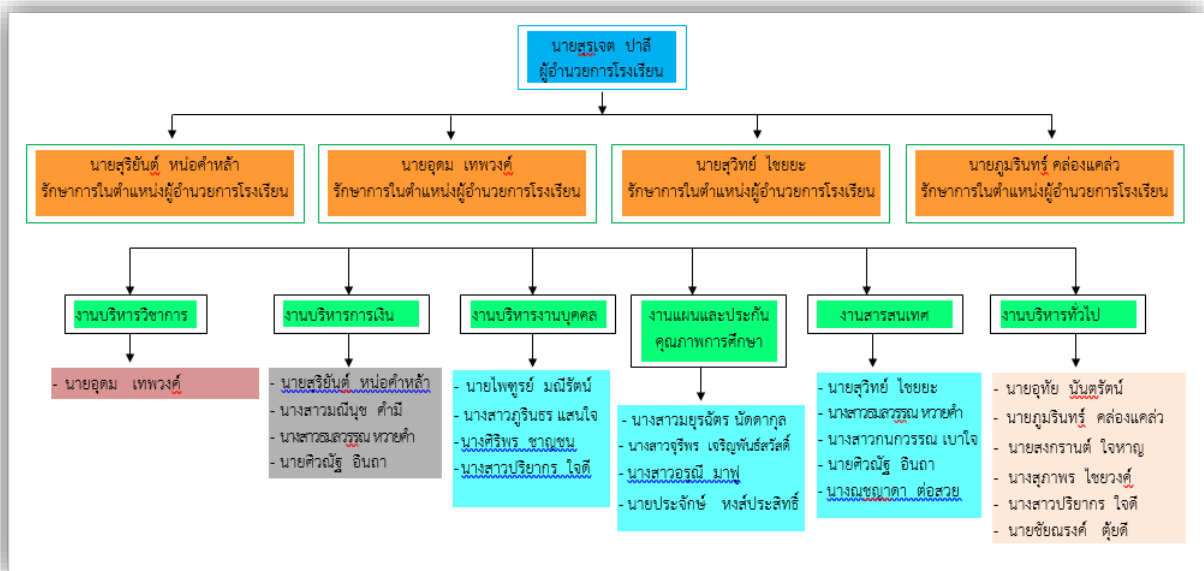 นายสุรเจต  ปาลี
ผู้อำนวยการโรงเรียน
นายสุริยันต์  หน่อคำหล้า
รักษาการในตำแหน่งผู้อำนวยการโรงเรียน
นายอุดม  เทพวงค์
รักษาการในตำแหน่งผู้อำนวยการโรงเรียน
นายสุวิทย์  ไชยยะ
รักษาการในตำแหน่งผู้อำนวยการโรงเรียน
นายภูมรินทร์ คล่องแคล่ว
รักษาการในตำแหน่งผู้อำนวยการโรงเรียน
งานบริหารวิชาการ
- นายอุดม  เทพวงค์
งานบริหารการเงิน
- นายสุริยันต์  หน่อคำหล้า
- นางสาวมณีนุช  คำมี
- นางสาวธมลวรรณ หวายคำ
- นายศิวณัฐ  อินถา
งานบริหารงานบุคคล
- นายไพฑูรย์  มณีรัตน์
- นางสาวภูรินธร แสนใจ
- นางศิริพร  ชาญชน
- นางสาวปริยากร  ใจดี
งานแผนและประกัน
คุณภาพการศึกษา
- นางสาวมยุรฉัตร นัดดากุล
- นางสาวจุรีพร  เจริญพันธ์สวัสดิ์
- นางสาวอรุณี  มาฟู
- นายประจักษ์  หงส์ประสิทธิ์
งานสารสนเทศ
- นายสุวิทย์  ไชยยะ
- นางสาวธมลวรรณ หวายคำ
- นางสาวกนกวรรณ เบาใจ
- นายศิวณัฐ  อินถา
- นางณชญาดา  ต่อสวย
งานบริหารทั่วไป
- นายอุทัย  นันตรัตน์
- นายภูมรินทร์  คล่องแคล่ว
- นายสงกรานต์  ใจหาญ
- นางสุภาพร  ไชยวงค์
- นางสาวปริยากร  ใจดี
- นายชัยณรงค์  ตุ้ยดี